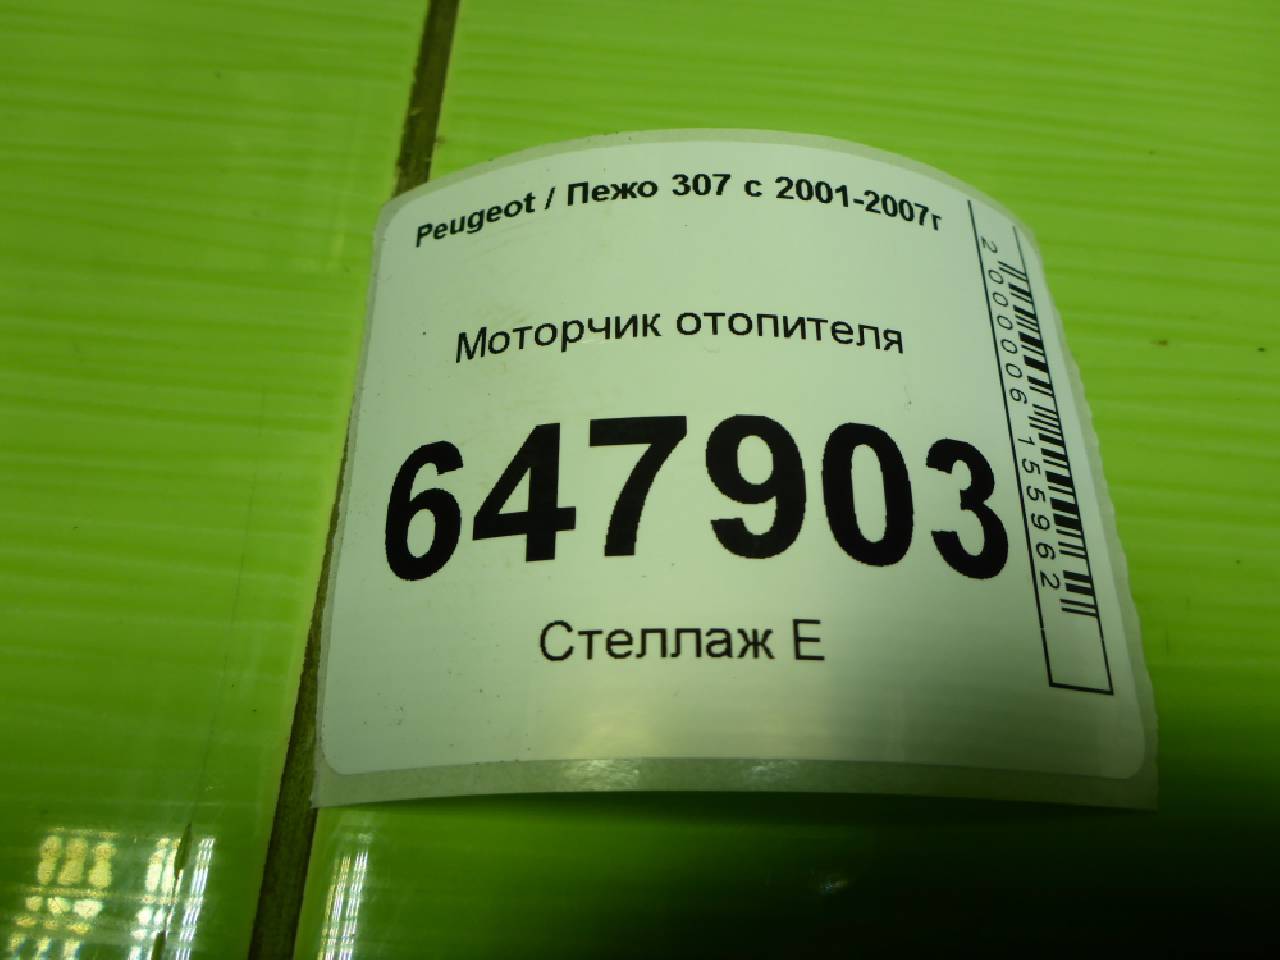 Peugeot / Пежо 307 с 2001-2007г
Моторчик отопителя
647903
Стеллаж Е
2000006155962